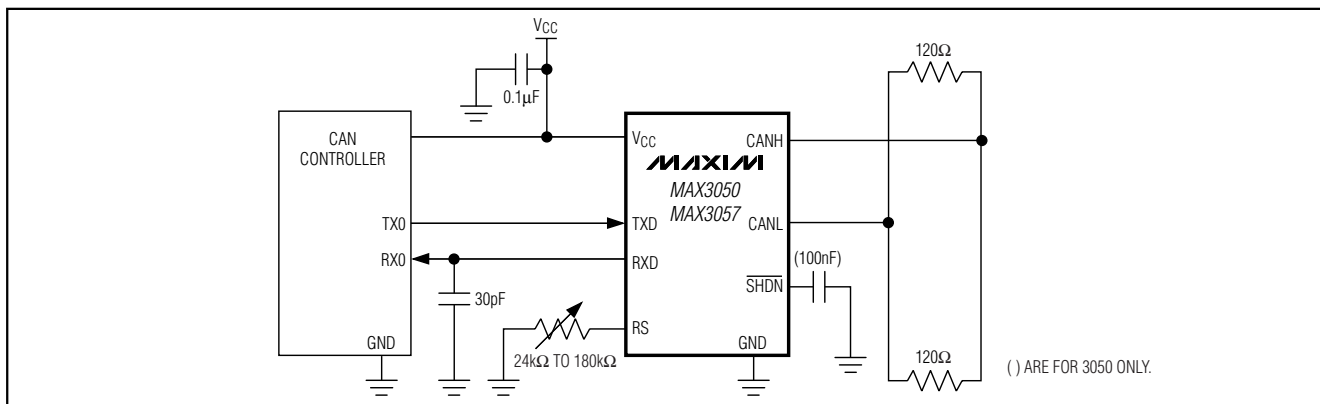 VCC
0.1µF
120Ω
CAN
CONTROLLER
VCC
CANH
MAXIM
MAX3050
MAX3057
TX0
TXD
CANL
RX0
RXD
(100nF)
SHDN
30pF
RS
24kΩ TO 180kΩ
GND
GND
120Ω
( ) ARE FOR 3050 ONLY.